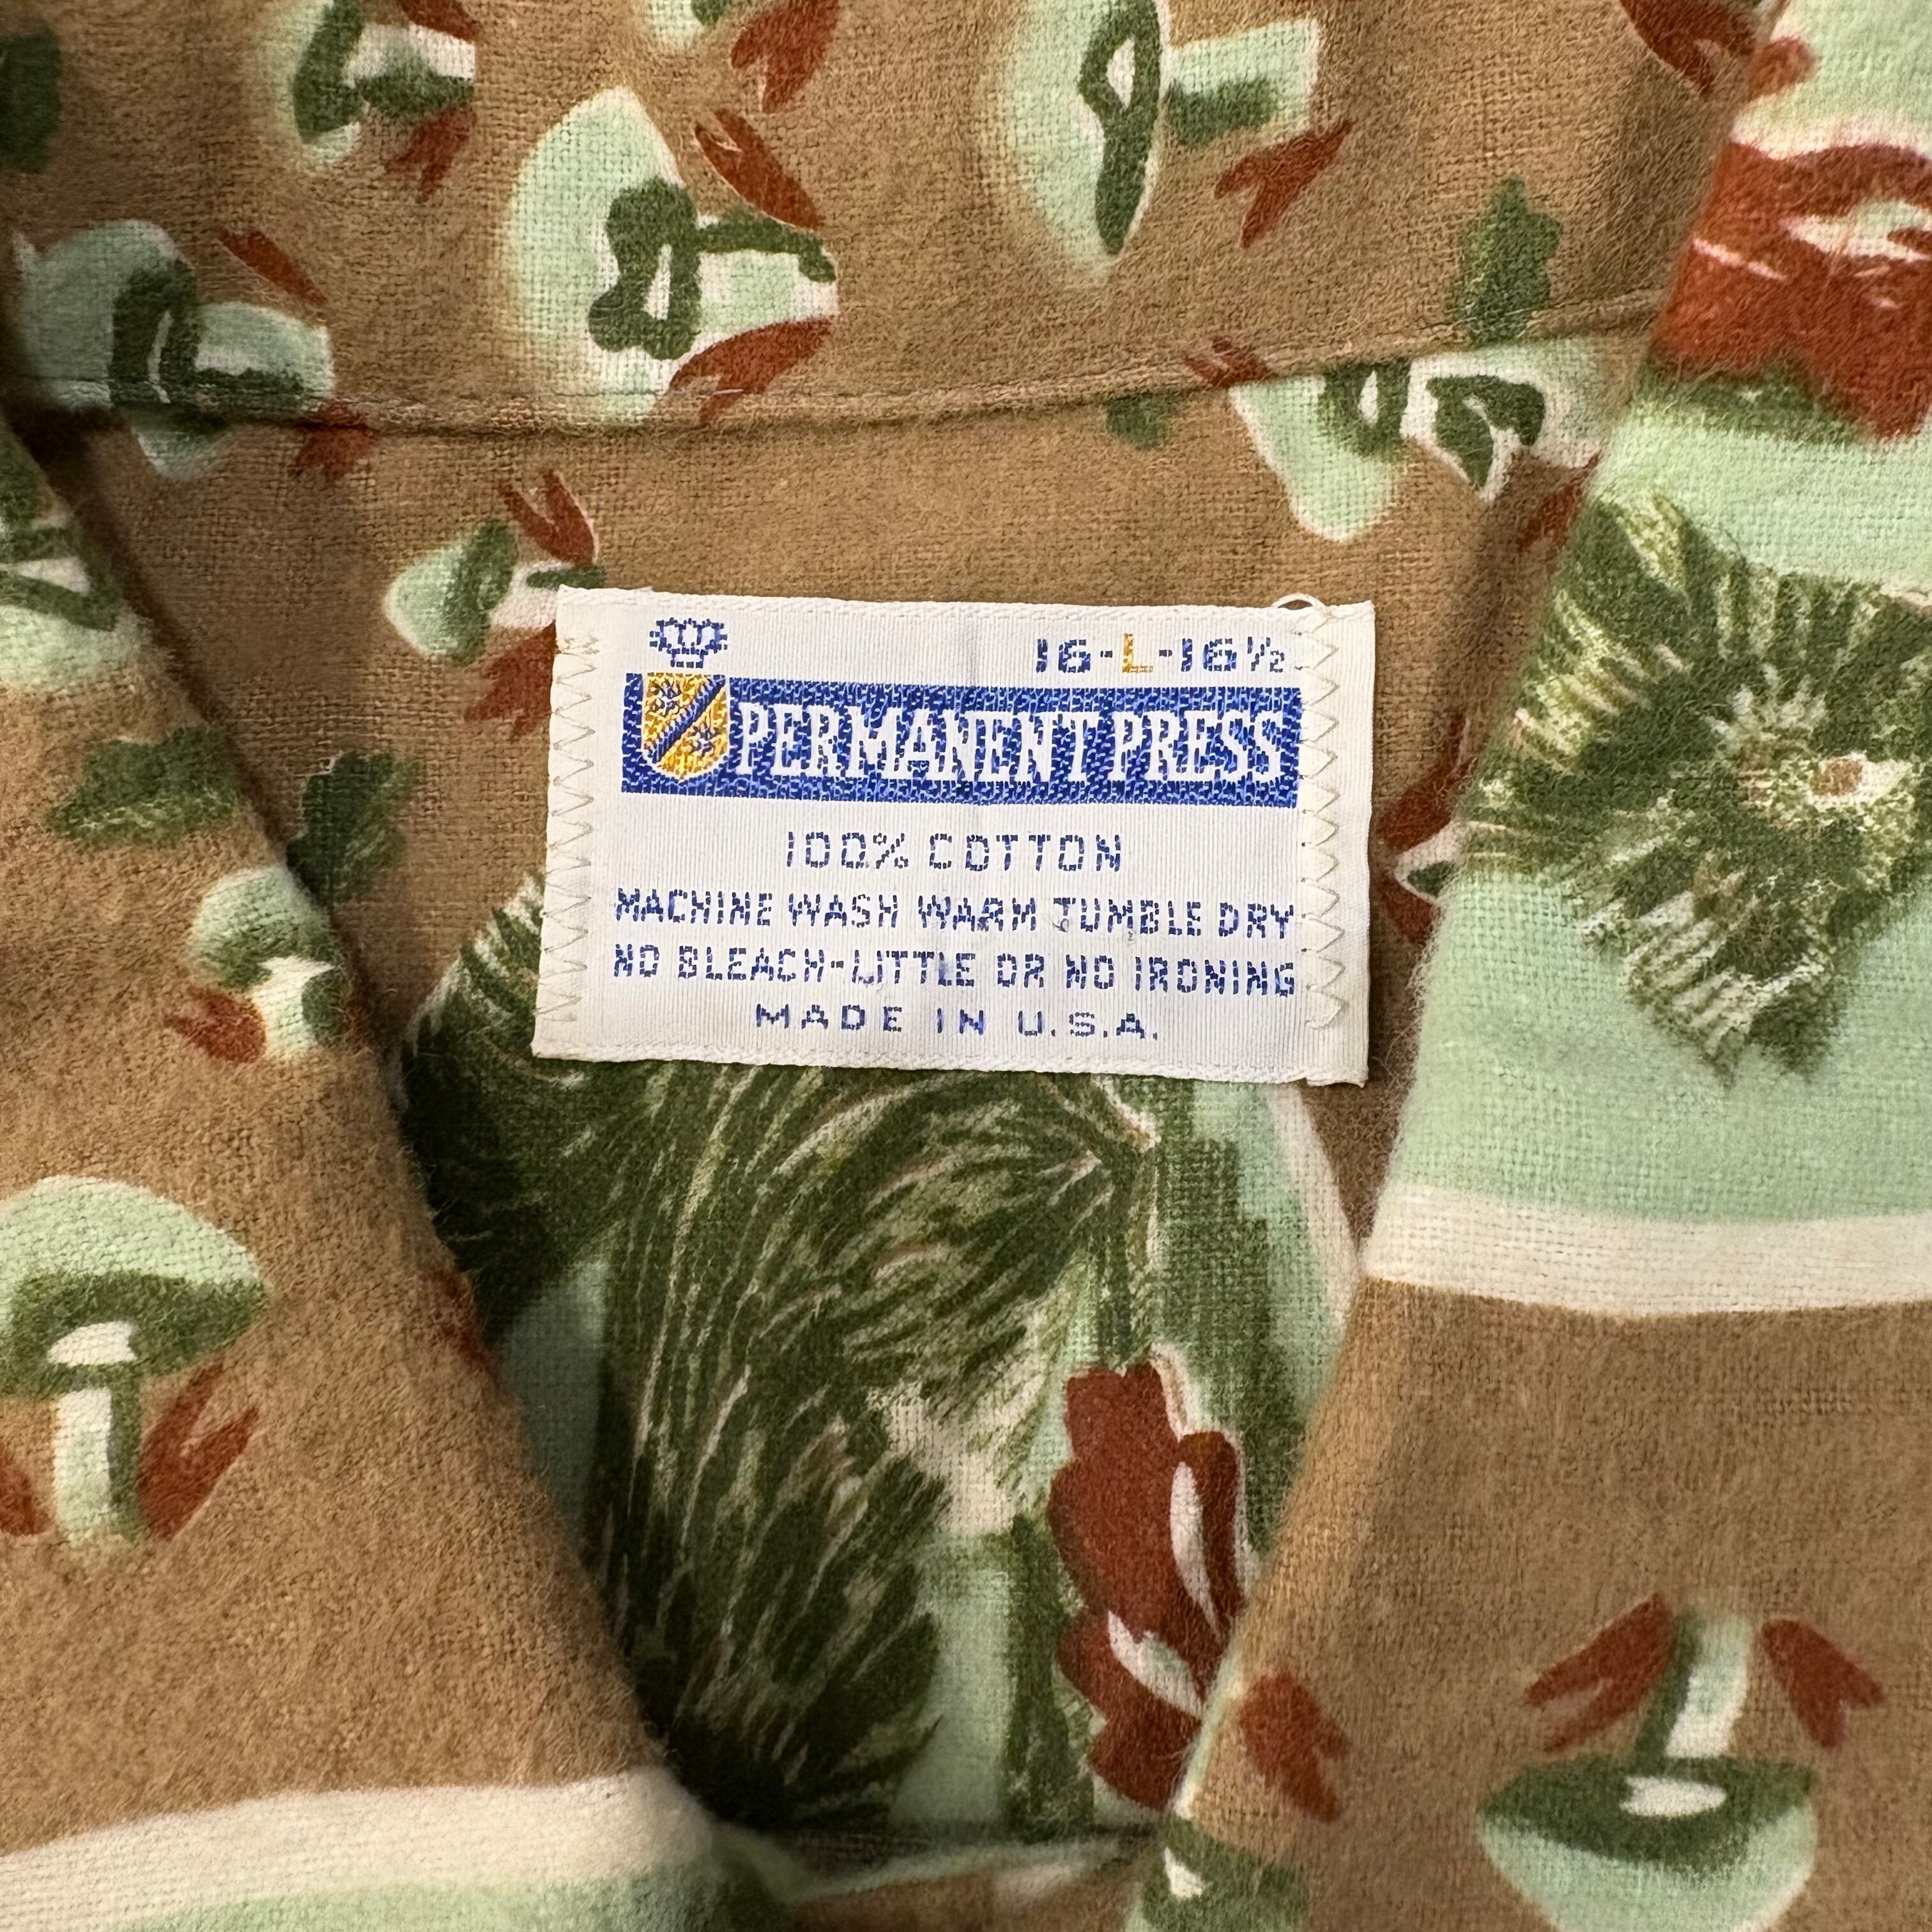 16-L-16½
PERMANENT PRESS
100% COTTON
MACHINE WASH WARM TUMBLE DRY
NO BLEACH-LITTLE OR NO IRONING
MADE IN U.S.A.